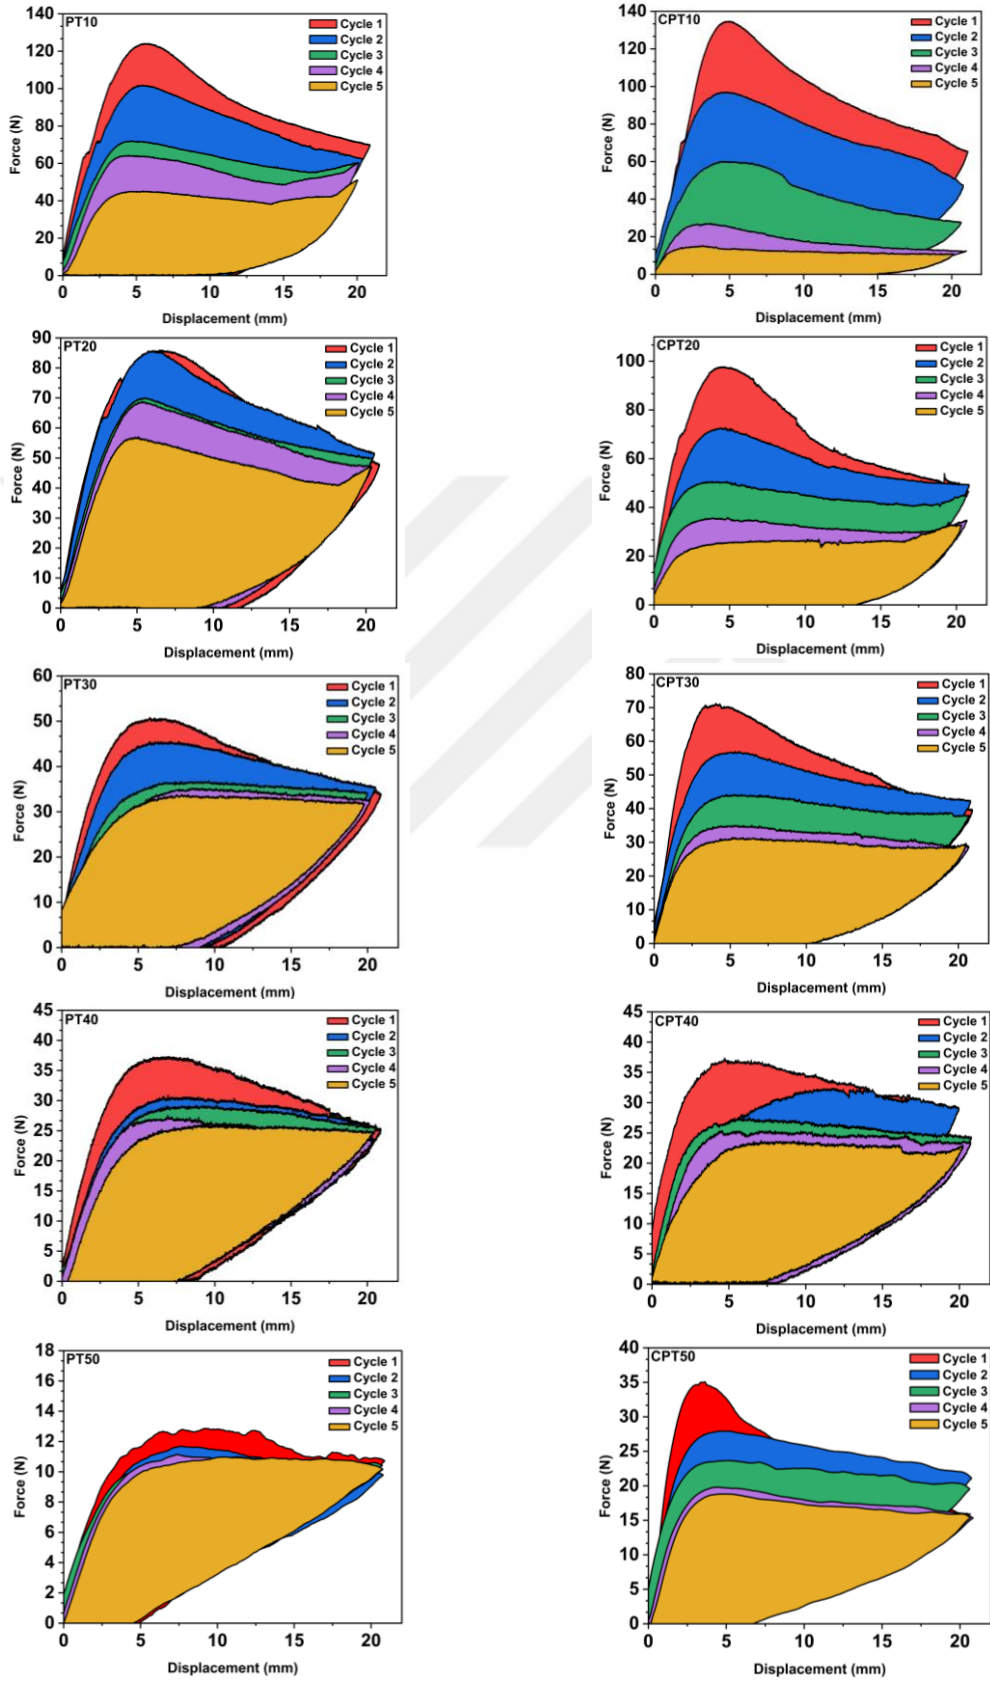 PT10
Cycle 1
Cycle 2
Cycle 3
Cycle 4
Cycle 5
Force (N)
140
120
100
80
60
40
20
0
0 5 10 15 20
Displacement (mm)
CPT10
Cycle 1
Cycle 2
Cycle 3
Cycle 4
Cycle 5
Force (N)
140
120
100
80
60
40
20
0
0 5 10 15 20
Displacement (mm)
PT20
Cycle 1
Cycle 2
Cycle 3
Cycle 4
Cycle 5
Force (N)
90
80
70
60
50
40
30
20
10
0
0 5 10 15 20
Displacement (mm)
CPT20
Cycle 1
Cycle 2
Cycle 3
Cycle 4
Cycle 5
Force (N)
100
80
60
40
20
0
0 5 10 15 20
Displacement (mm)
PT30
Cycle 1
Cycle 2
Cycle 3
Cycle 4
Cycle 5
Force (N)
60
50
40
30
20
10
0
0 5 10 15 20
Displacement (mm)
CPT30
Cycle 1
Cycle 2
Cycle 3
Cycle 4
Cycle 5
Force (N)
80
70
60
50
40
30
20
10
0
0 5 10 15 20
Displacement (mm)
PT40
Cycle 1
Cycle 2
Cycle 3
Cycle 4
Cycle 5
Force (N)
45
40
35
30
25
20
15
10
5
0
0 5 10 15 20
Displacement (mm)
CPT40
Cycle 1
Cycle 2
Cycle 3
Cycle 4
Cycle 5
Force (N)
45
40
35
30
25
20
15
10
5
0
0 5 10 15 20
Displacement (mm)
PT50
Cycle 1
Cycle 2
Cycle 3
Cycle 4
Cycle 5
Force (N)
18
16
14
12
10
8
6
4
2
0
0 5 10 15 20
Displacement (mm)
CPT50
Cycle 1
Cycle 2
Cycle 3
Cycle 4
Cycle 5
Force (N)
40
35
30
25
20
15
10
5
0
0 5 10 15 20
Displacement (mm)